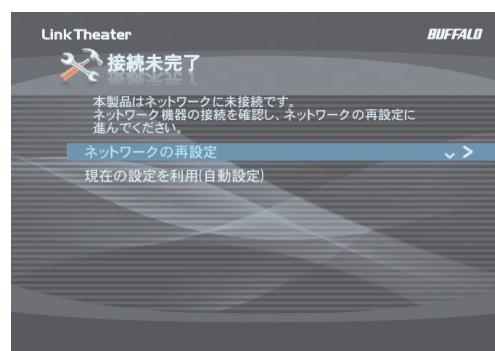 LinkTheater
BUFFALO
接続未完了
本製品はネットワークに未接続です。
ネットワーク機器の接続を確認し、ネットワークの再設定に
進んでください。
ネットワークの再設定
現在の設定を利用(自動設定)